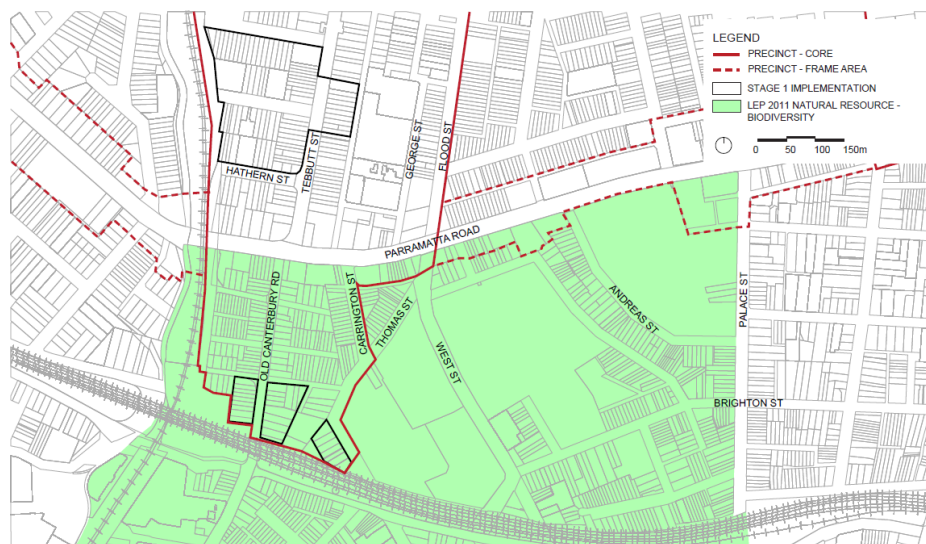 LEGEND
PRECINCT - CORE
PRECINCT - FRAME AREA
STAGE 1 IMPLEMENTATION
LEP 2011 NATURAL RESOURCE -
BIODIVERSITY
0 50 100 150m
HATHERN ST
TEBBUTT ST
GEORGE ST
FLOOD ST
PARRAMATTA ROAD
OLD CANTERBURY RD
CARRINGTON ST
THOMAS ST
WEST ST
ANDREAS ST
PALACE ST
BRIGHTON ST